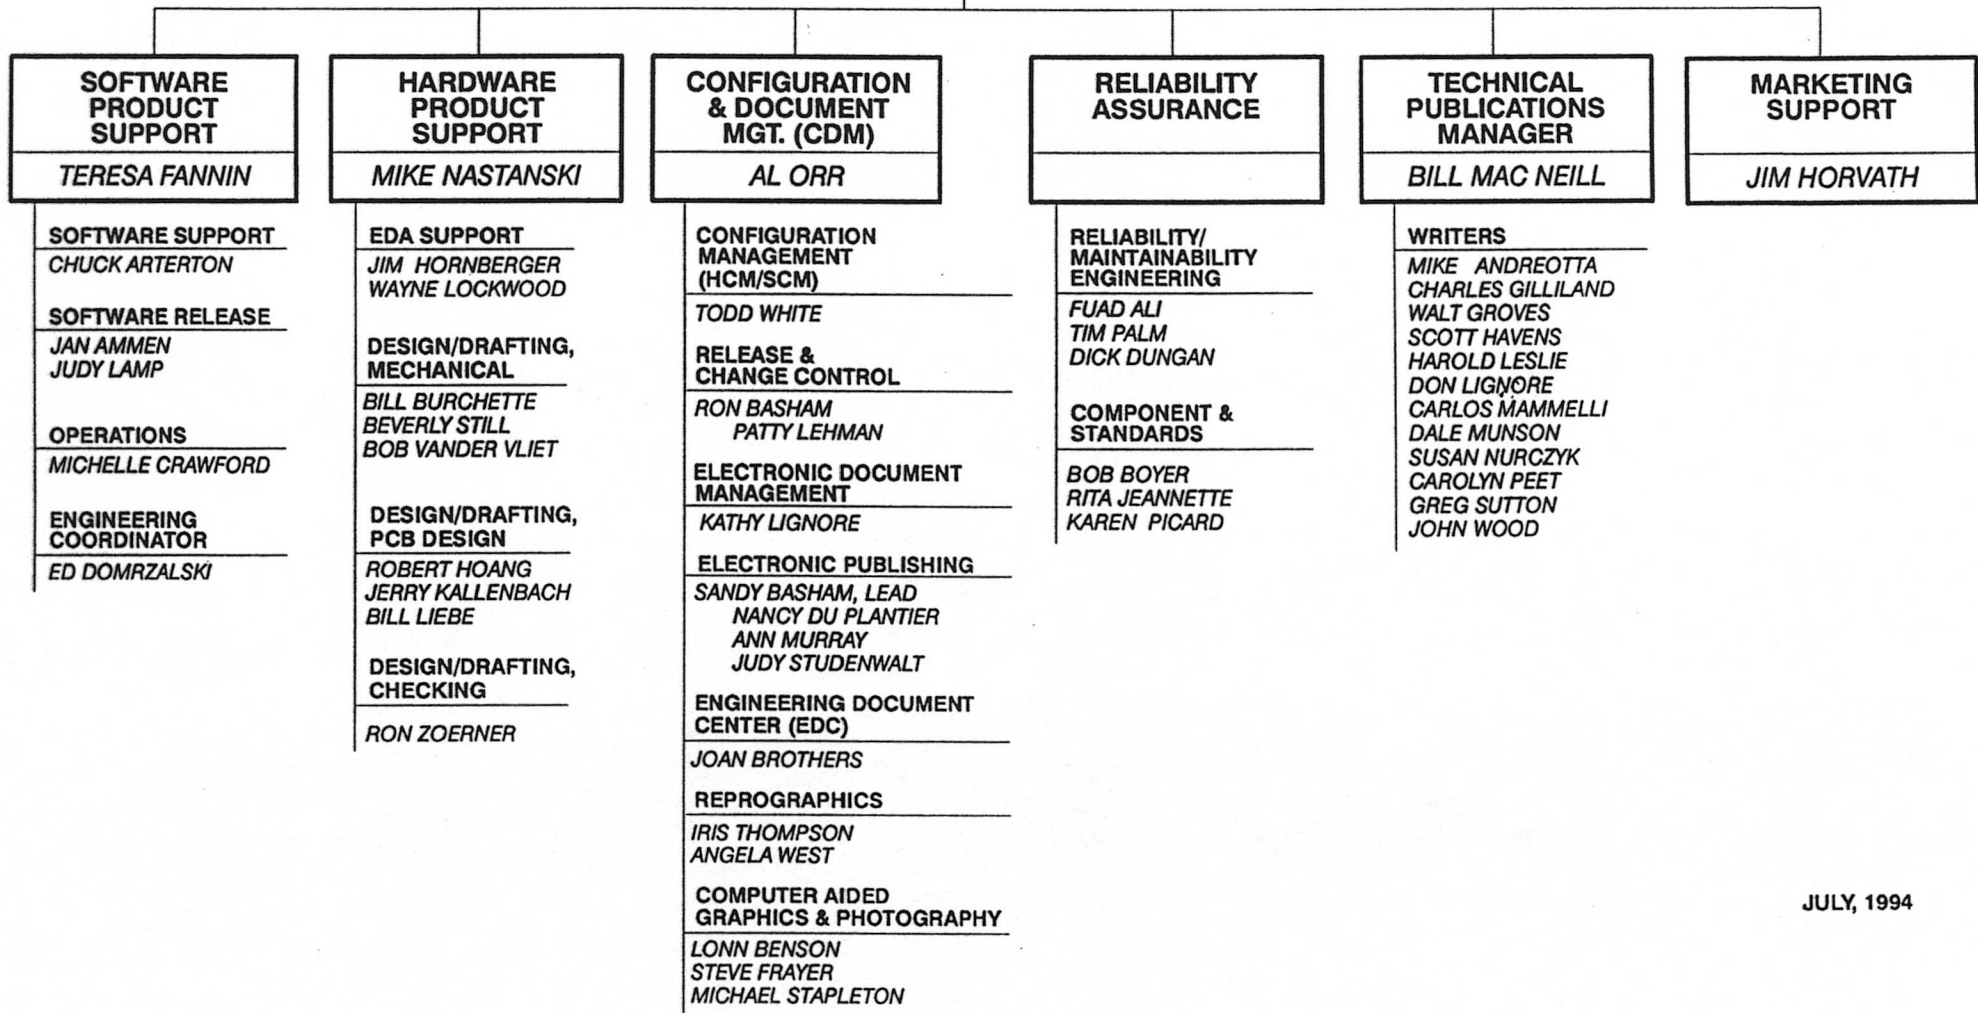 SOFTWARE
PRODUCT
SUPPORT
TERESA FANNIN
SOFTWARE SUPPORT
CHUCK ARTERTON
SOFTWARE RELEASE
JAN AMMEN
JUDY LAMP
OPERATIONS
MICHELLE CRAWFORD
ENGINEERING
COORDINATOR
ED DOMRZALSKI
HARDWARE
PRODUCT
SUPPORT
MIKE NASTANSKI
EDA SUPPORT
JIM HORNBERGER
WAYNE LOCKWOOD
DESIGN/DRAFTING,
MECHANICAL
BILL BURCHETTE
BEVERLY STILL
BOB VANDER VLIET
DESIGN/DRAFTING,
PCB DESIGN
ROBERT HOANG
JERRY KALLENBACH
BILL LIEBE
DESIGN/DRAFTING,
CHECKING
RON ZOERNER
CONFIGURATION
& DOCUMENT
MGT. (CDM)
AL ORR
CONFIGURATION
MANAGEMENT
(HCM/SCM)
TODD WHITE
RELEASE &
CHANGE CONTROL
RON BASHAM
PATTY LEHMAN
ELECTRONIC DOCUMENT
MANAGEMENT
KATHY LIGNORE
ELECTRONIC PUBLISHING
SANDY BASHAM, LEAD
NANCY DU PLANTIER
ANN MURRAY
JUDY STUDENWALT
ENGINEERING DOCUMENT
CENTER (EDC)
JOAN BROTHERS
REPROGRAPHICS
IRIS THOMPSON
ANGELA WEST
COMPUTER AIDED
GRAPHICS & PHOTOGRAPHY
LONN BENSON
STEVE FRAYER
MICHAEL STAPLETON
RELIABILITY
ASSURANCE
RELIABILITY/
MAINTAINABILITY
ENGINEERING
FUAD ALI
TIM PALM
DICK DUNGAN
COMPONENT &
STANDARDS
BOB BOYER
RITA JEANNETTE
KAREN PICARD
TECHNICAL
PUBLICATIONS
MANAGER
BILL MAC NEILL
WRITERS
MIKE ANDREOTTA
CHARLES GILLILAND
WALT GROVES
SCOTT HAVENS
HAROLD LESLIE
DON LIGNORE
CARLOS MAMMELLI
DALE MUNSON
SUSAN NURCZYK
CAROLYN PEET
GREG SUTTON
JOHN WOOD
MARKETING
SUPPORT
JIM HORVATH
JULY, 1994